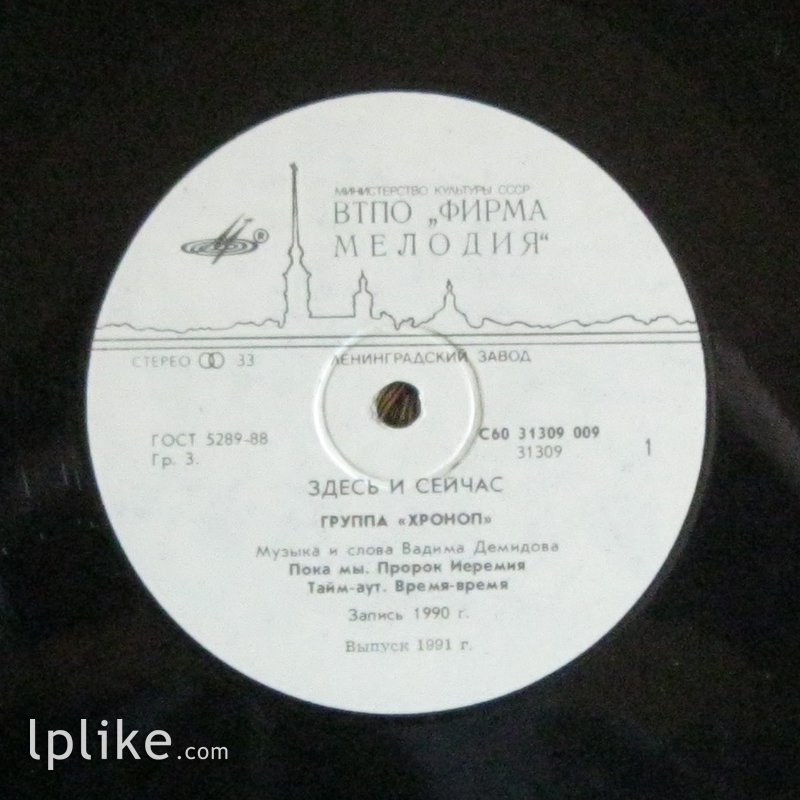 МИНИСТЕРСТВО КУЛЬТУРЫ СССР
ВТПО „ФИРМА
МЕЛОДИЯ“
®
СТЕРЕО 33
ЛЕНИНГРАДСКИЙ ЗАВОД
ГОСТ 5289-88
Гр. 3.
С60 31309 009
31309
1
ЗДЕСЬ И СЕЙЧАС
ГРУППА «ХРОНОП»
Музыка и слова Вадима Демидова
Пока мы. Пророк Иеремия
Тайм-аут. Время-время
Запись 1990 г.
Выпуск 1991 г.
lplike.com